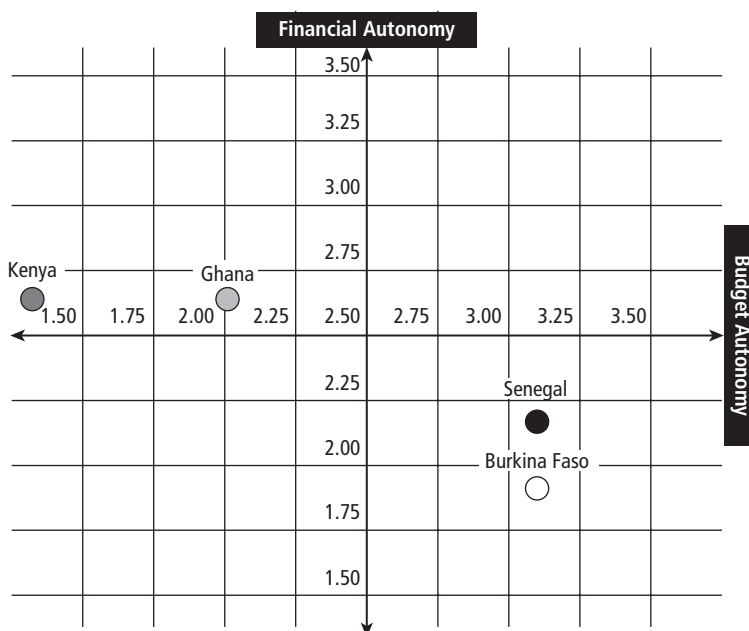 Financial Autonomy
3.50
3.25
3.00
2.75
Kenya
Ghana
1.50 1.75 2.00 2.25 2.50 2.75 3.00 3.25 3.50
Budget Autonomy
2.25
Senegal
2.00
Burkina Faso
1.75
1.50